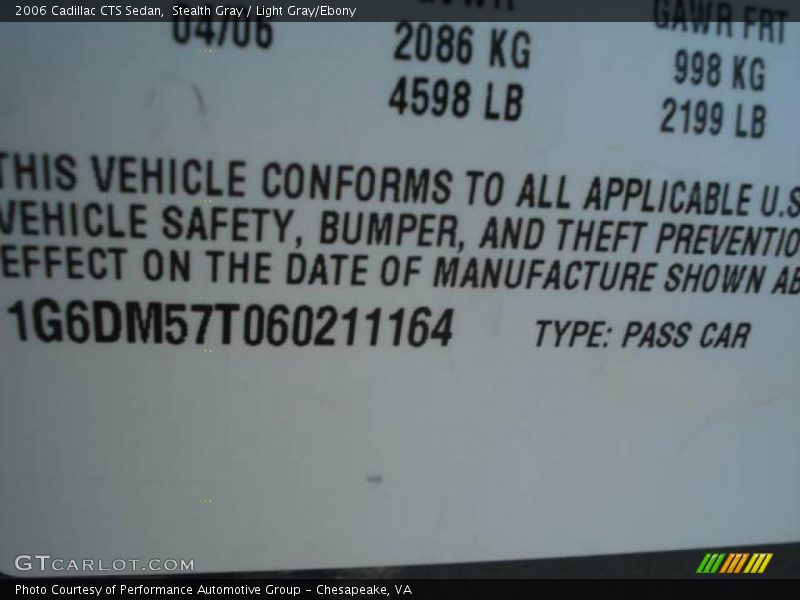 2006 Cadillac CTS Sedan, Stealth Gray / Light Gray/Ebony
04/06
GVWR
GAWR FRT
2086 KG
998 KG
4598 LB
2199 LB
THIS VEHICLE CONFORMS TO ALL APPLICABLE U.S
VEHICLE SAFETY, BUMPER, AND THEFT PREVENTIO
EFFECT ON THE DATE OF MANUFACTURE SHOWN AB
1G6DM57T060211164
TYPE: PASS CAR
GTCARLOT.COM
Photo Courtesy of Performance Automotive Group - Chesapeake, VA